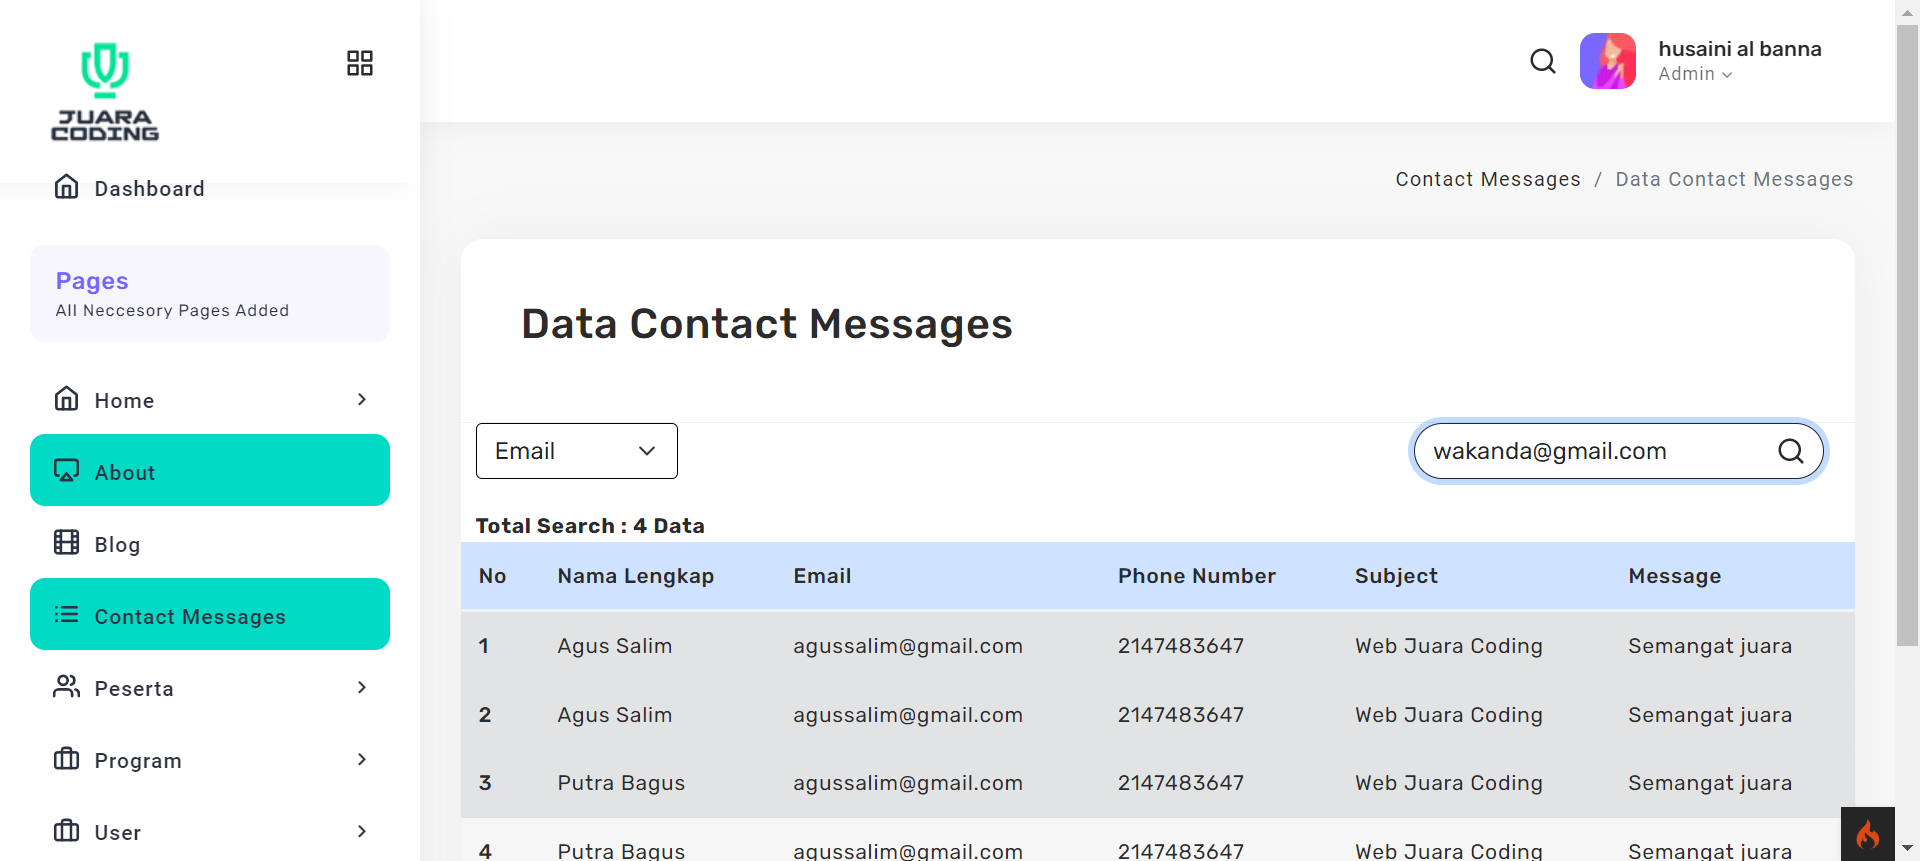 JUARA
CODING
husaini al banna
Admin
Dashboard
Contact Messages / Data Contact Messages
Pages
All Neccesory Pages Added
Data Contact Messages
Home
About
Blog
Contact Messages
Peserta
Program
User
Email
wakanda@gmail.com
Total Search : 4 Data
No Nama Lengkap Email Phone Number Subject Message
1 Agus Salim agussalim@gmail.com 2147483647 Web Juara Coding Semangat juara
2 Agus Salim agussalim@gmail.com 2147483647 Web Juara Coding Semangat juara
3 Putra Bagus agussalim@gmail.com 2147483647 Web Juara Coding Semangat juara
4 Putra Bagus agussalim@gmail.com 2147483647 Web Juara Coding Semangat juara